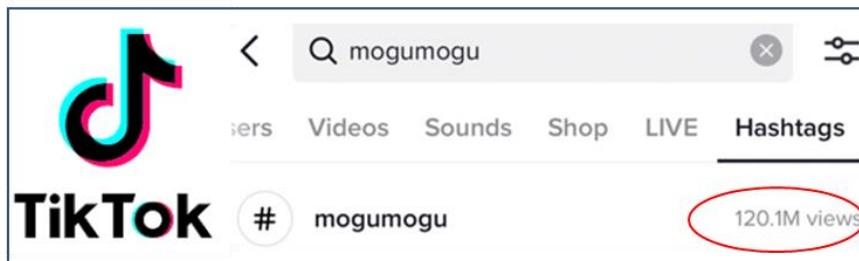 mogumogu
sers Videos Sounds Shop LIVE Hashtags
TikTok
# mogumogu 120.1M views